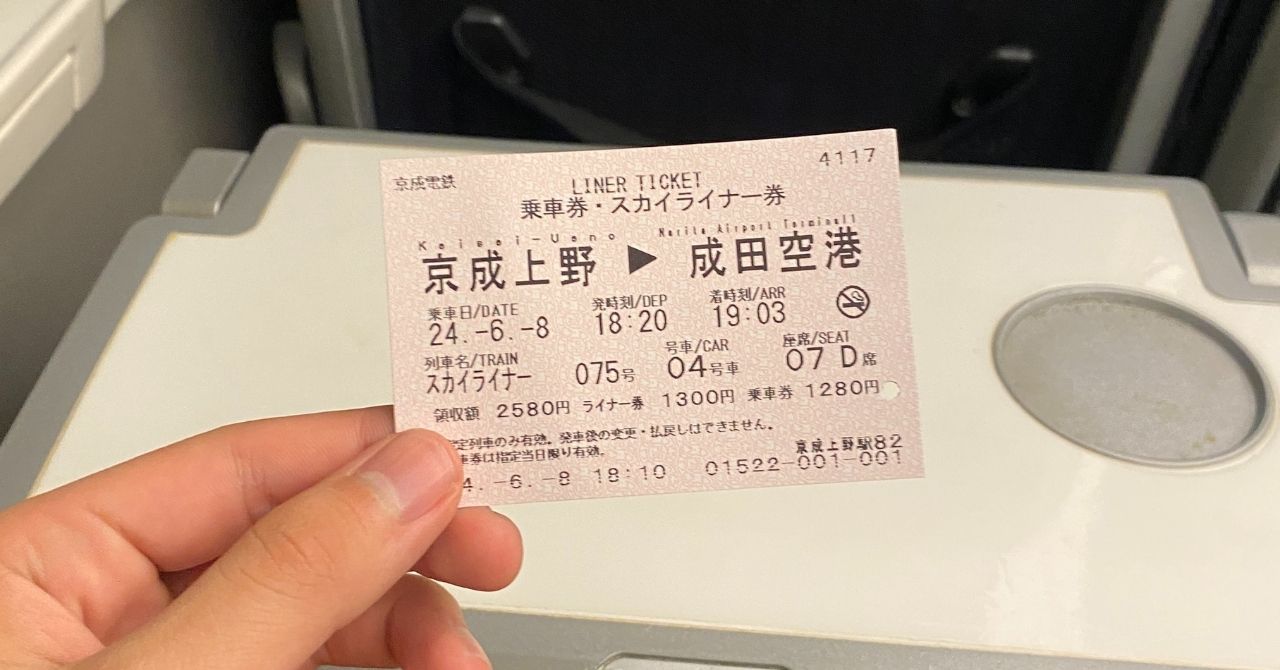 4117
京成電鉄
LINER TICKET
乗車券・スカイライナー券
Keisei-Ueno Narita Airport Terminal1
京成上野 ▶ 成田空港
乗車日/DATE 発時刻/DEP 着時刻/ARR
24.-6.-8 18:20 19:03
列車名/TRAIN 号車/CAR 座席/SEAT
スカイライナー 075号 04号車 07 D席
領収額 2580円 ライナー券 1300円 乗車券 1280円
定列車のみ有効。発車後の変更・払戻しはできません。
車券は指定当日限り有効。
京成上野駅82
4.-6.-8 18:10 01522-001-001